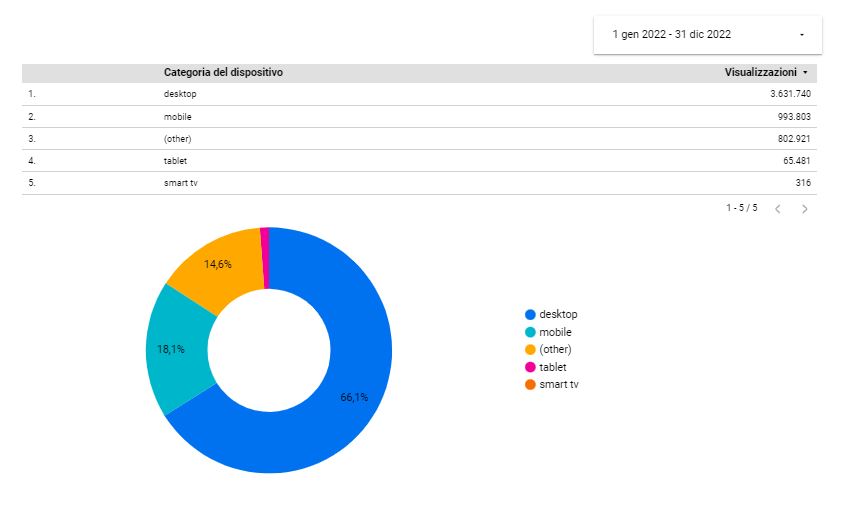 1 gen 2022 - 31 dic 2022
Categoria del dispositivo Visualizzazioni
1. desktop 3.631.740
2. mobile 993.803
3. (other) 802.921
4. tablet 65.481
5. smart tv 316
1 - 5 / 5
14,6%
18,1%
66,1%
desktop
mobile
(other)
tablet
smart tv